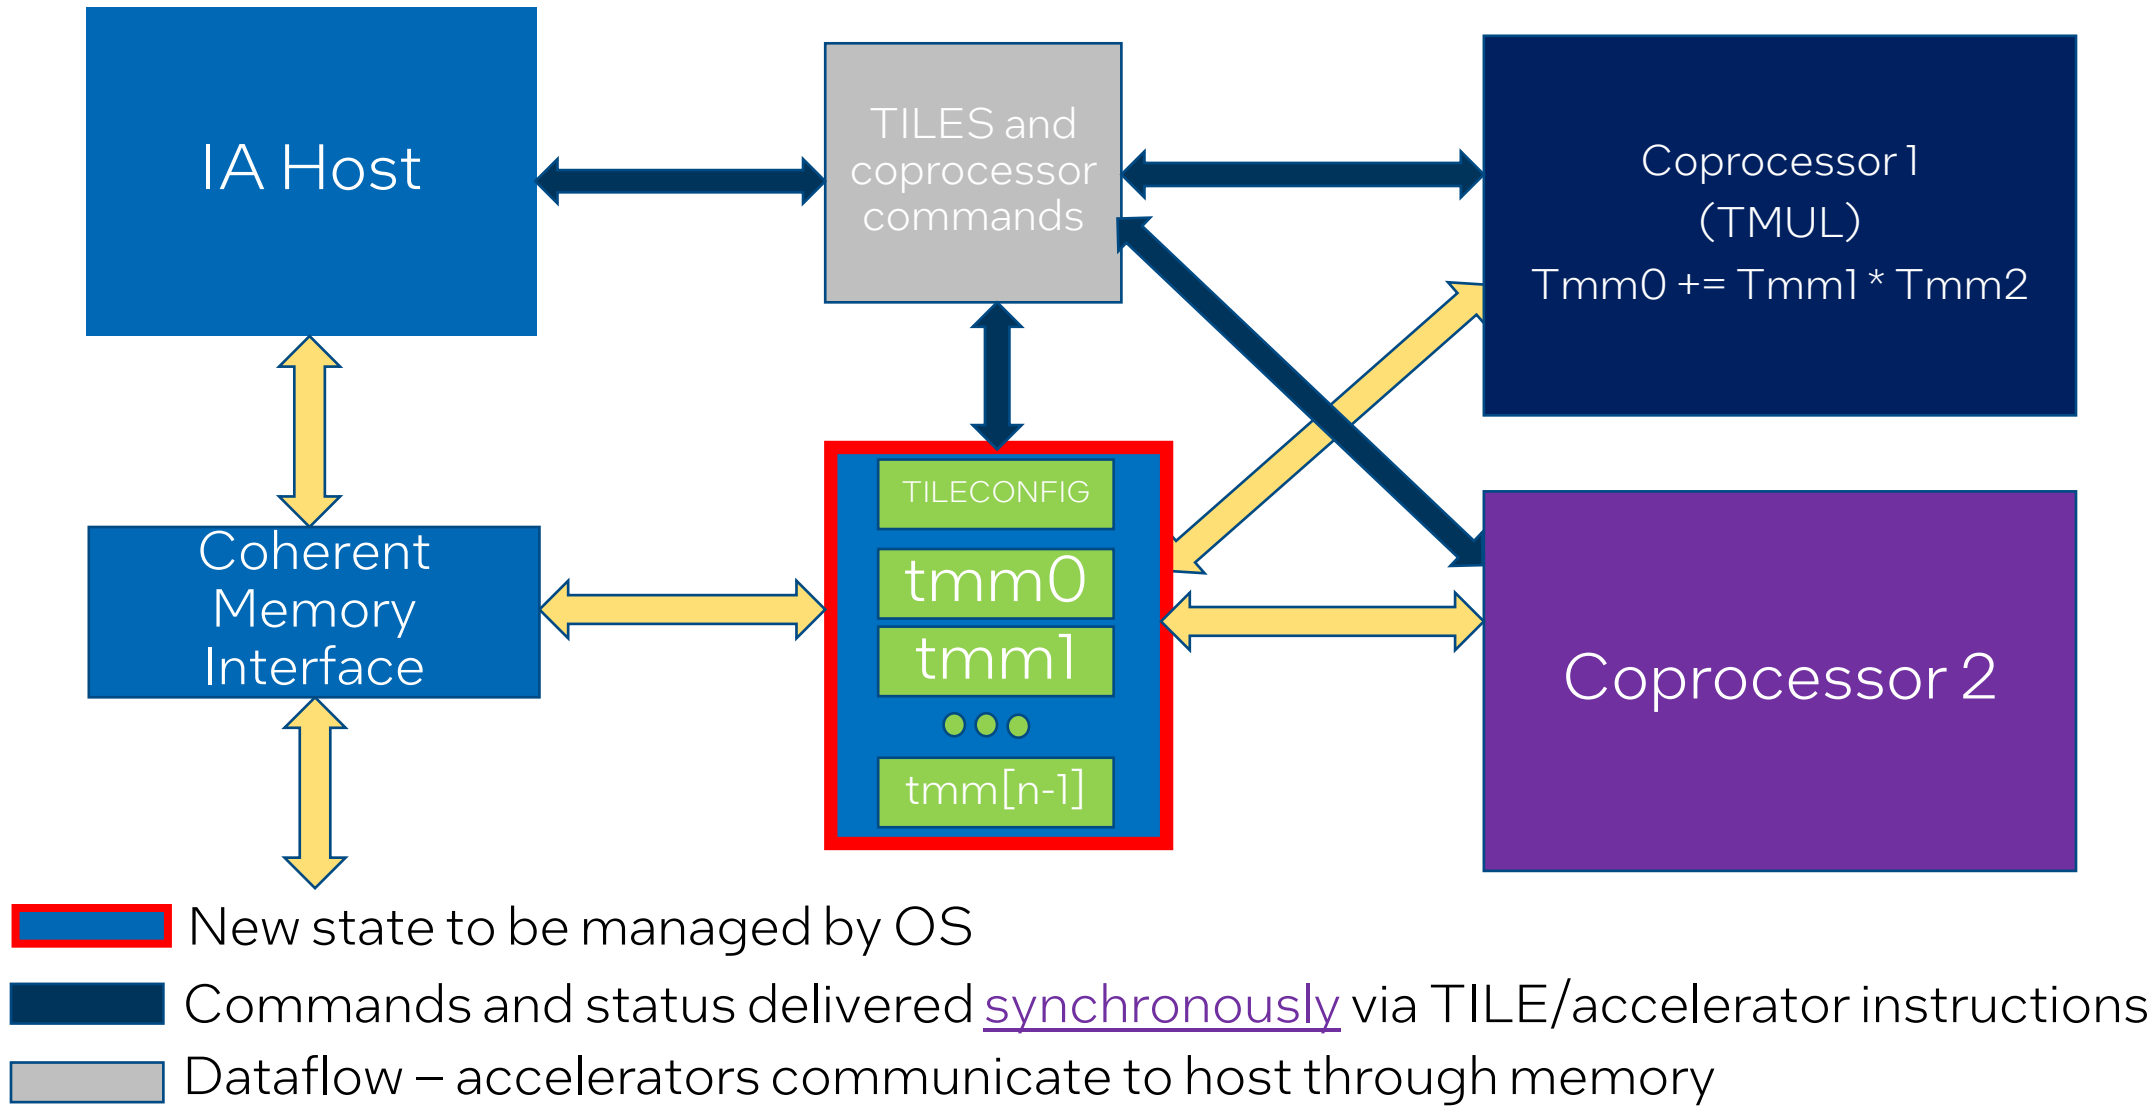 IA Host
TILES and
coprocessor
commands
Coprocessor 1
(TMUL)
Tmm0 += Tmm1 * Tmm2
Coherent
Memory
Interface
TILECONFIG
tmm0
tmm1
tmm[n-1]
Coprocessor 2
New state to be managed by OS
Commands and status delivered synchronously via TILE/accelerator instructions
Dataflow – accelerators communicate to host through memory